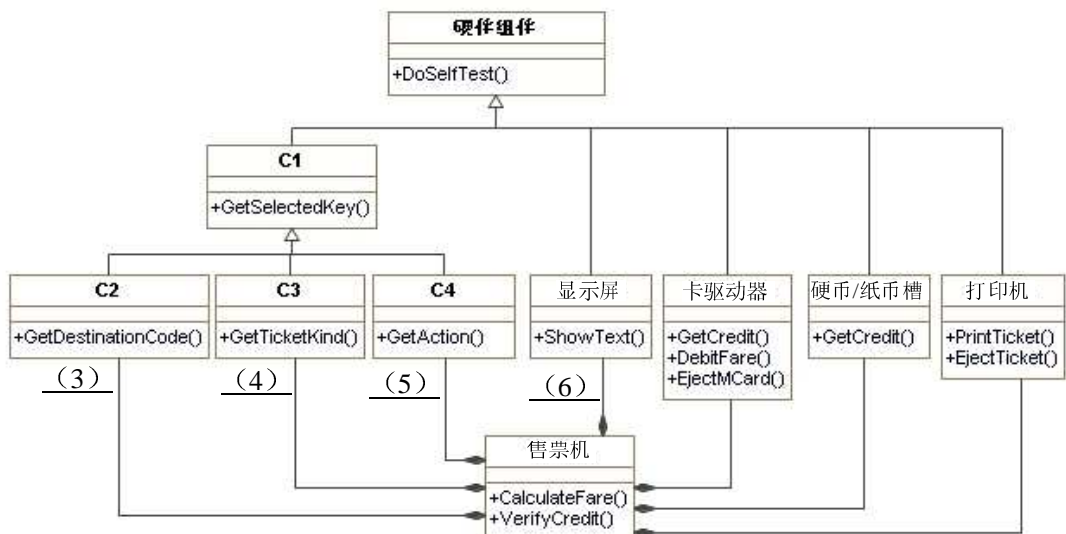 硬件组件
+DoSelfTest()
C1
+GetSelectedKey()
C2
+GetDestinationCode()
C3
+GetTicketKind()
C4
+GetAction()
显示屏
+ShowText()
卡驱动器
+GetCredit()
+DebitFare()
+EjectMCard()
硬币/纸币槽
+GetCredit()
打印机
+PrintTicket()
+EjectTicket()
（3）
（4）
（5）
（6）
售票机
+CalculateFare()
+VerifyCredit()